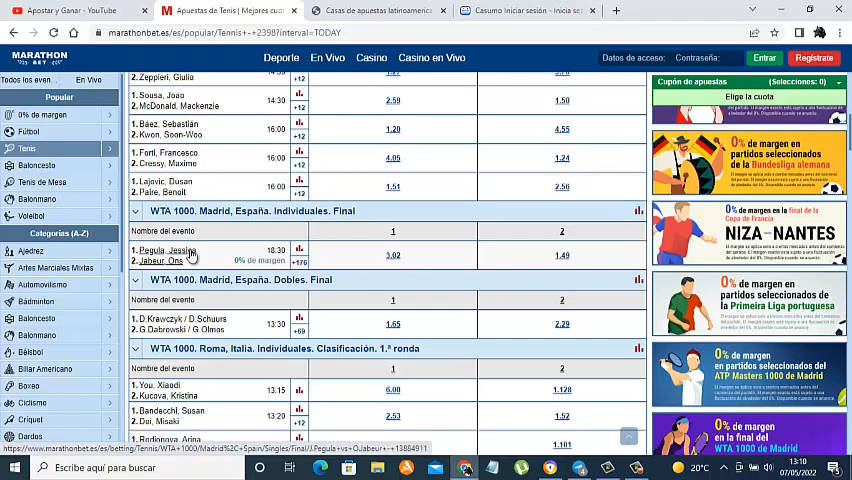 Apostar y Ganar - YouTube
Apuestas de Tenis | Mejores cuot
Casas de apuestas latinoamerica
Casumo Iniciar sesión - Inicia se
marathonbet.es/es/popular/Tennis+-+2398?interval=TODAY
MARATHON
BET
Deporte
En Vivo
Casino
Casino en Vivo
Datos de acceso:
Contraseña:
Entrar
Regístrate
Todos los even...
En Vivo
Popular
0% de margen
Fútbol
Tenis
Baloncesto
Tenis de Mesa
Balonmano
Voleibol
Categorías (A-Z)
Ajedrez
Artes Marciales Mixtas
Automovilismo
Bádminton
Baloncesto
Balonmano
Béisbol
Billar Americano
Boxeo
Ciclismo
Críquet
Dardos
2. Zeppieri, Giulio
+12
1. Sousa, Joao
2. McDonald, Mackenzie
14:30
+12
2.59
1.50
1. Báez, Sebastián
2. Kwon, Soon-Woo
16:00
+12
1.20
4.55
1. Forti, Francesco
2. Cressy, Maxime
16:00
+12
4.05
1.24
1. Lajovic, Dusan
2. Paire, Benoit
16:00
+12
1.51
2.56
WTA 1000. Madrid, España. Individuales. Final
Nombre del evento
1
2
1. Pegula, Jessica
2. Jabeur, Ons
18:30
0% de margen
+176
3.02
1.49
WTA 1000. Madrid, España. Dobles. Final
Nombre del evento
1
2
1. D.Krawczyk / D.Schuurs
2. G.Dabrowski / G.Olmos
13:30
+69
1.65
2.29
WTA 1000. Roma, Italia. Individuales. Clasificación. 1.ª ronda
Nombre del evento
1
2
1. You, Xiaodi
2. Kucova, Kristina
13:15
+12
6.00
1.128
1. Bandecchi, Susan
2. Doi, Misaki
13:20
+12
2.53
1.52
1. Rodionova, Arina
1.101
Cupón de apuestas
(Selecciones: 0)
Elige la cuota
0% de margen
en partidos seleccionados
de la Bundesliga alemana
0% de margen en la final de la
Copa de Francia
NIZA—NANTES
0% de margen
en partidos seleccionados de
la Primeira Liga portuguesa
0% de margen
en partidos seleccionados del
ATP Masters 1000 de Madrid
0% de margen
en la final del
WTA 1000 de Madrid
https://www.marathonbet.es/es/betting/Tennis/WTA+1000/Madrid%2C+Spain/Singles/Final/J.Pegula+vs+O.Jabeur+-+13884911
Escribe aquí para buscar
20°C
13:10
07/05/2022